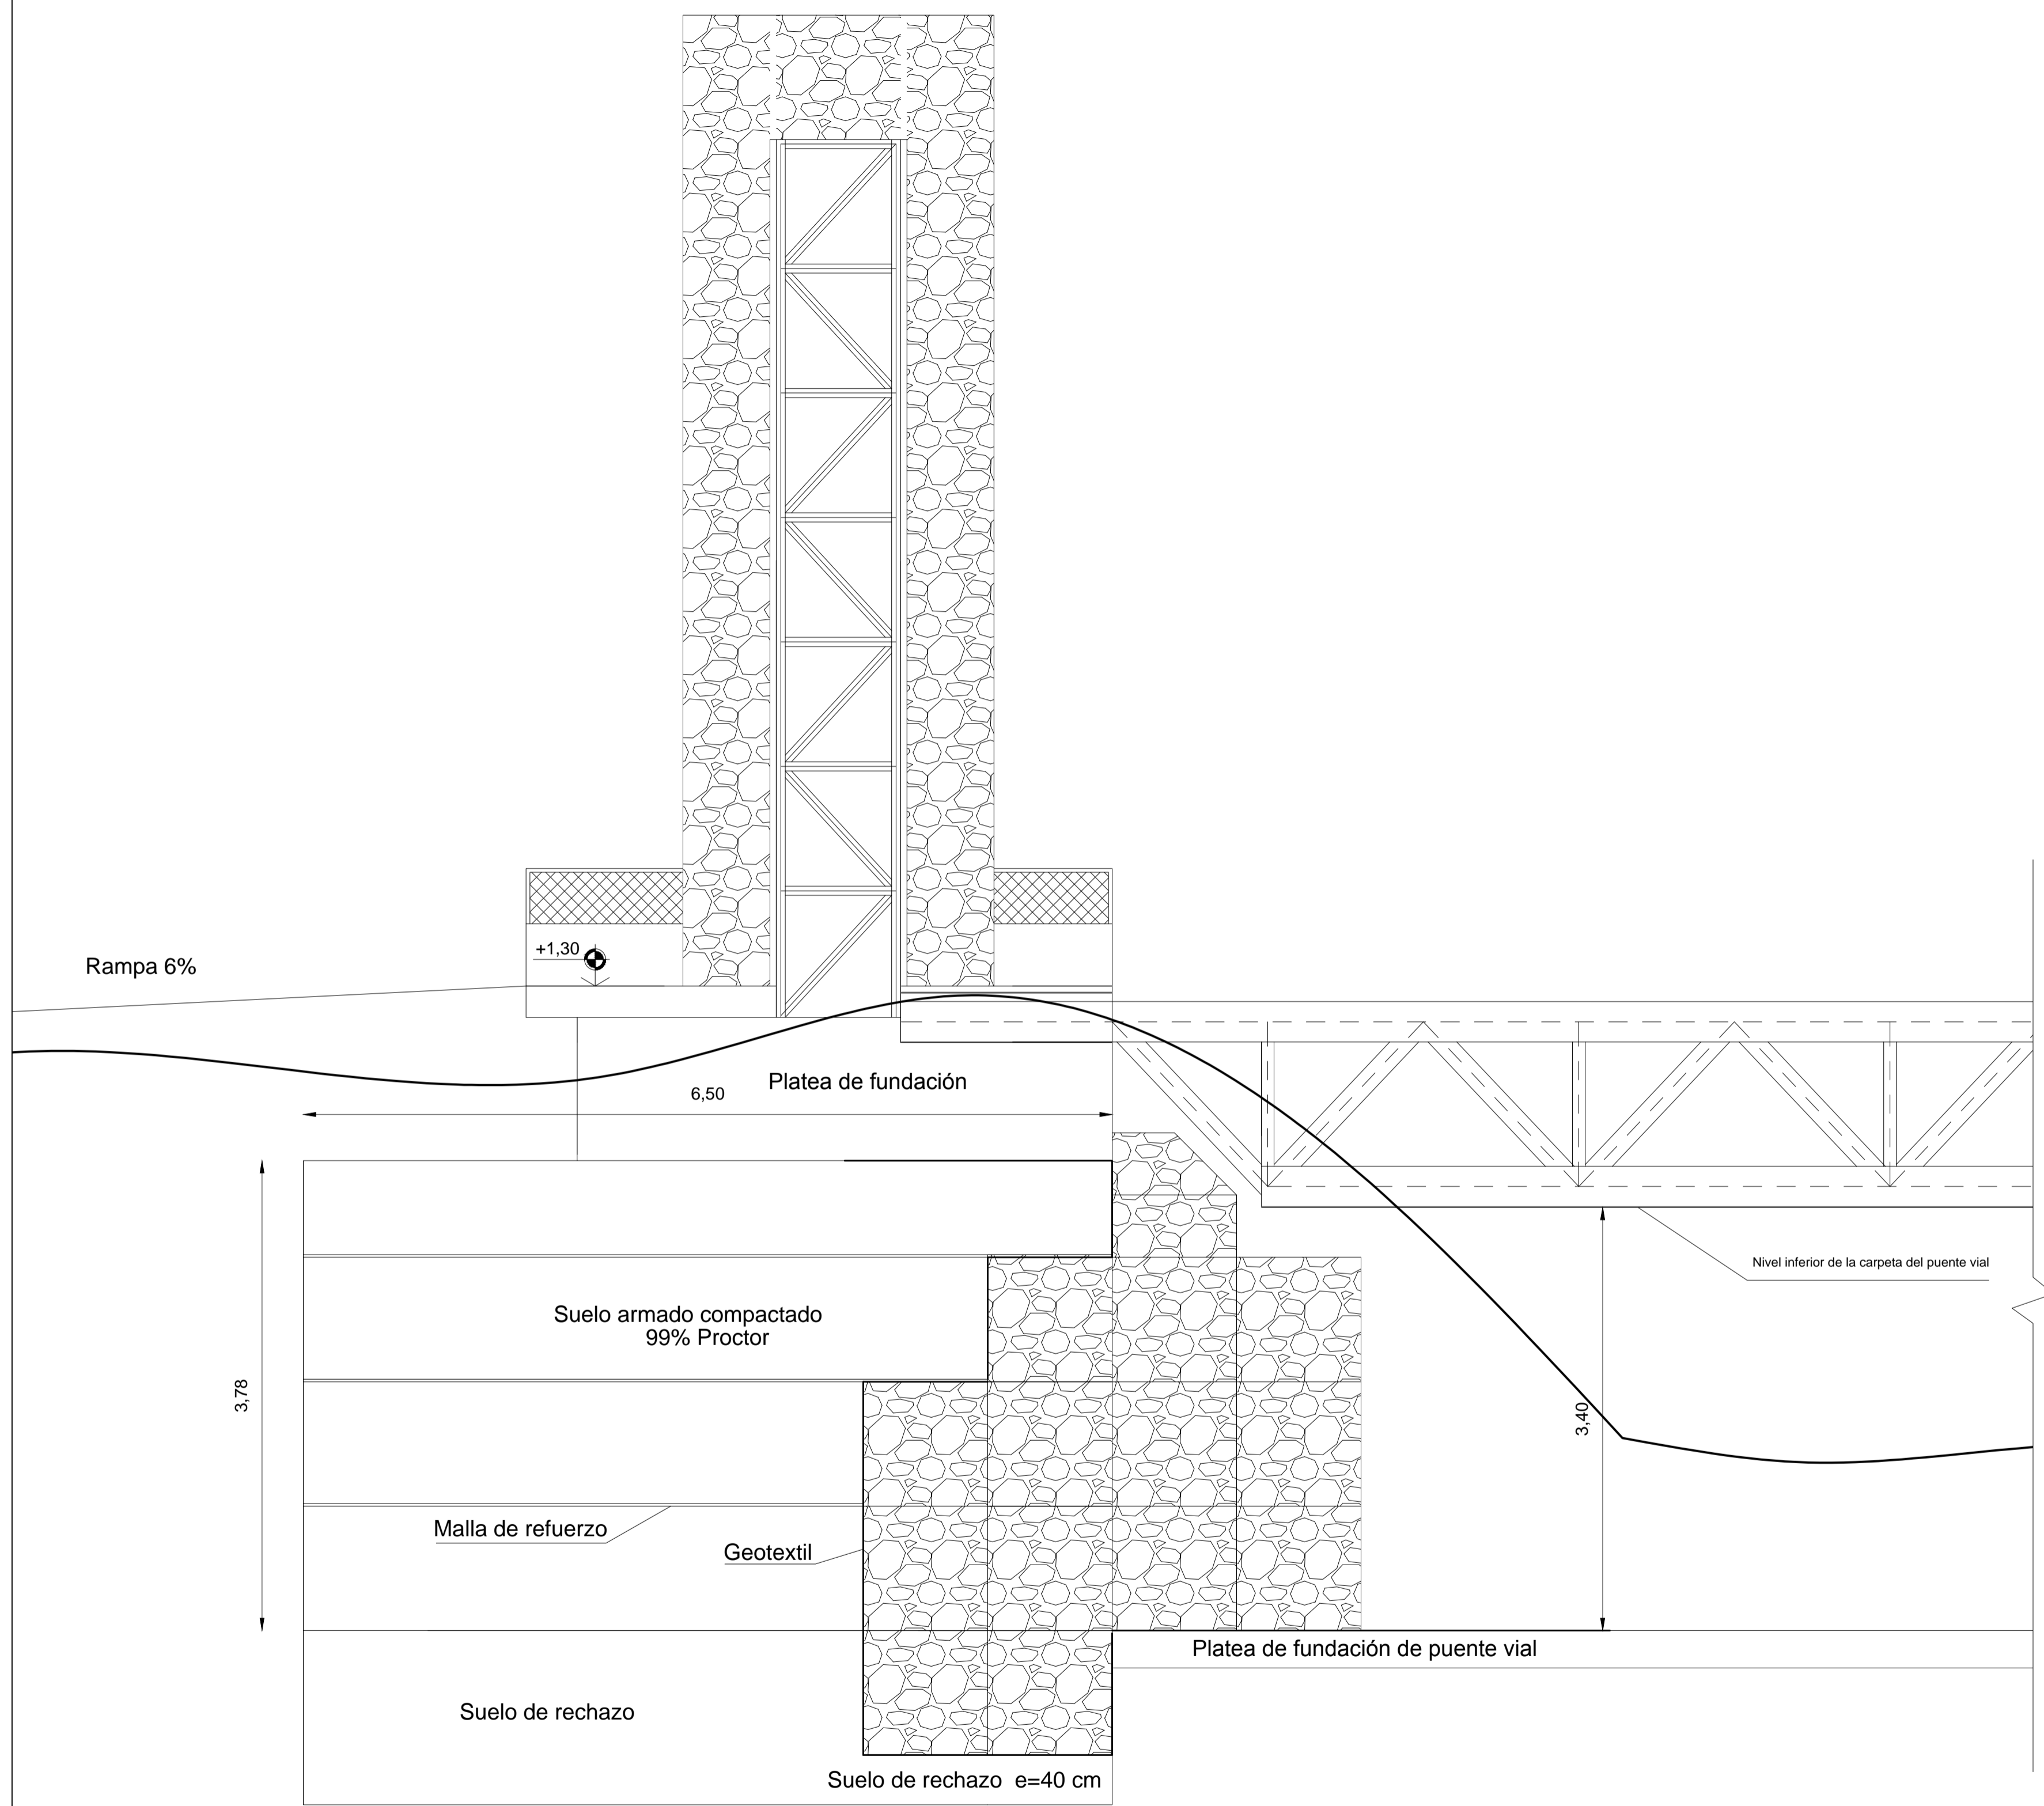 Rampa 6%
+1,30
Platea de fundación
6,50
Nivel inferior de la carpeta del puente vial
Suelo armado compactado
99% Proctor
3,78
3,40
Malla de refuerzo
Geotextil
Platea de fundación de puente vial
Suelo de rechazo
Suelo de rechazo e=40 cm